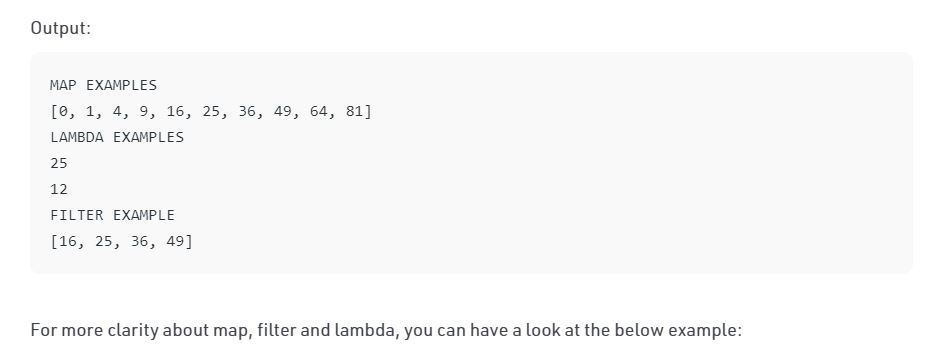 Output:
MAP EXAMPLES
[0, 1, 4, 9, 16, 25, 36, 49, 64, 81]
LAMBDA EXAMPLES
25
12
FILTER EXAMPLE
[16, 25, 36, 49]
For more clarity about map, filter and lambda, you can have a look at the below example: